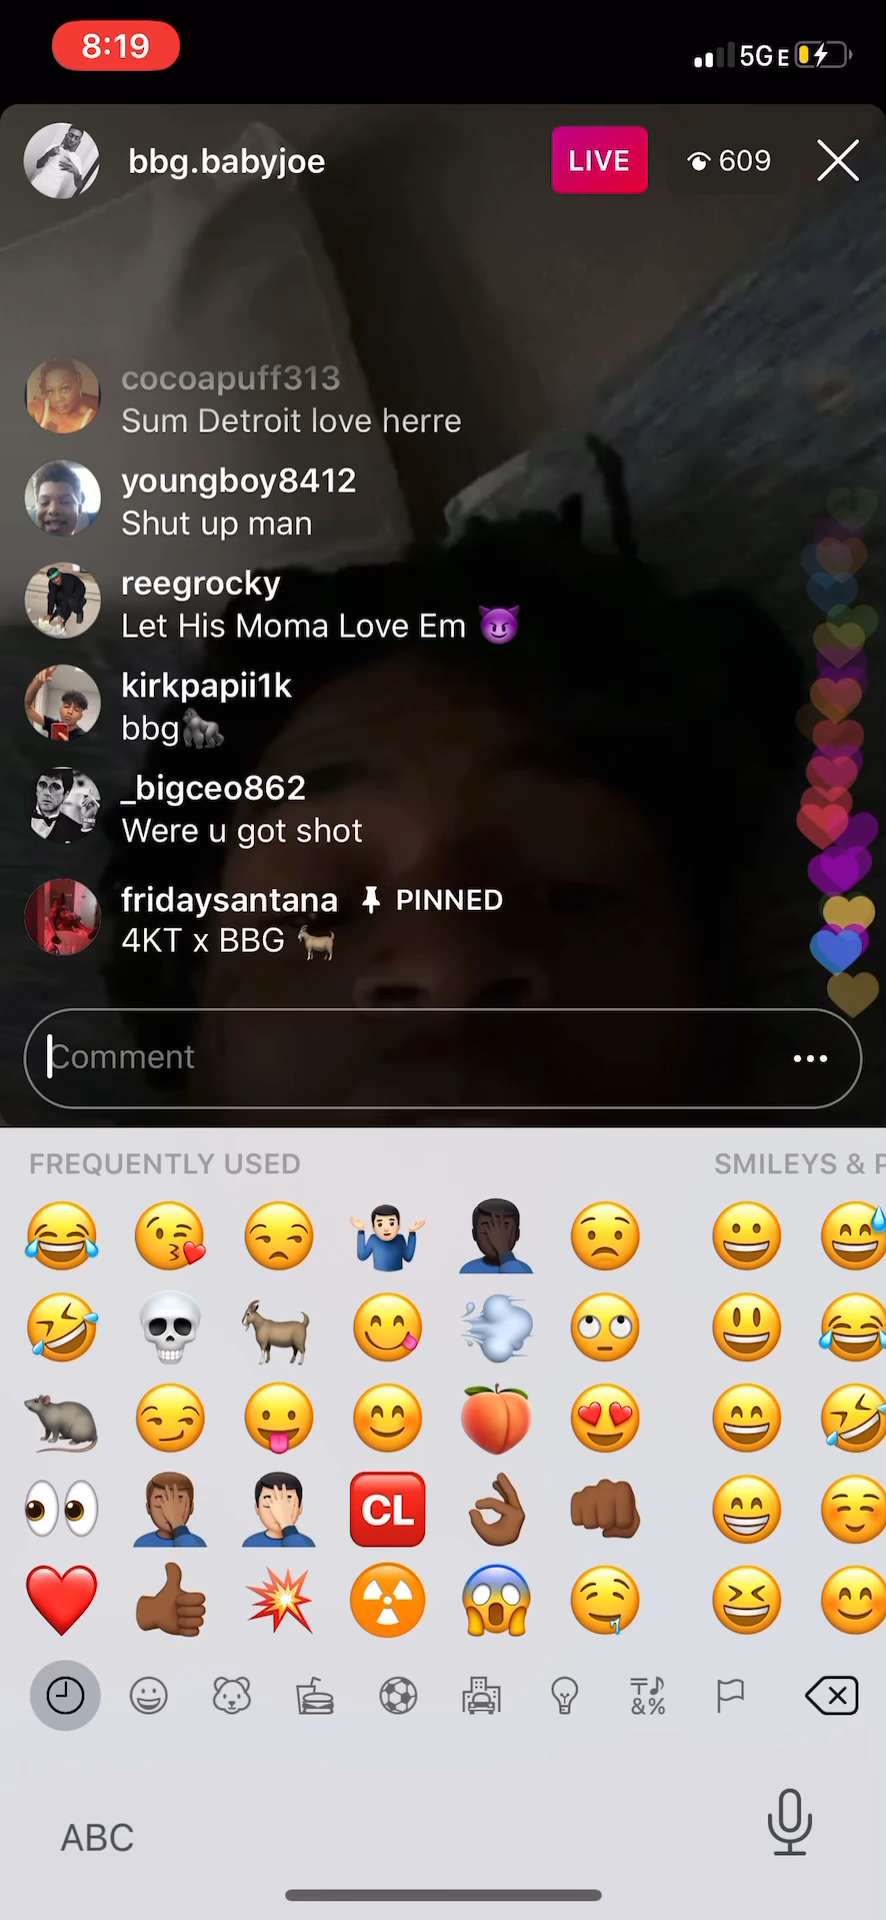 8:19
5GE
bbg.babyjoe
LIVE
609
cocoapuff313
Sum Detroit love herre
youngboy8412
Shut up man
reegrocky
Let His Moma Love Em 😈
kirkpapii1k
bbg🦍
_bigceo862
Were u got shot
fridaysantana PINNED
4KT x BBG 🐐
Comment
FREQUENTLY USED
SMILEYS & P
CL
&%
ABC